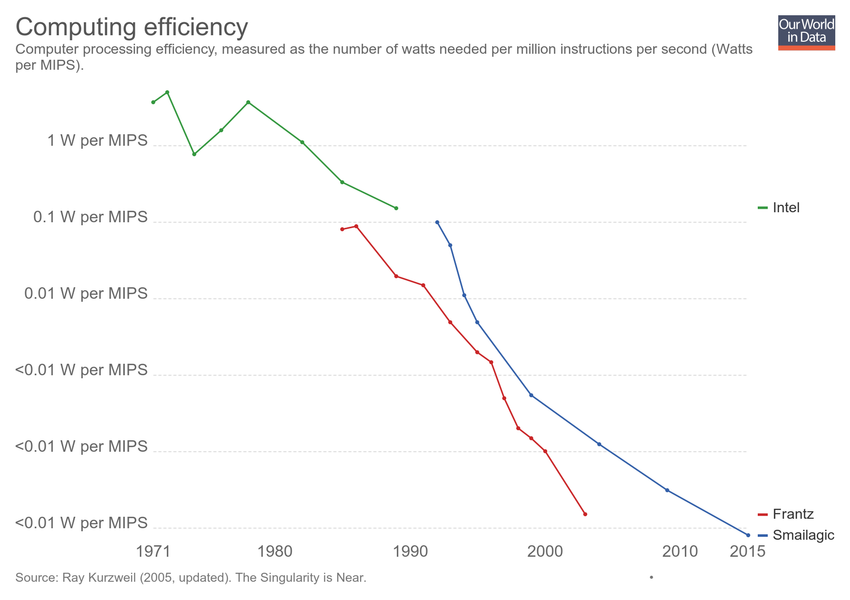 Computing efficiency
Our World
in Data
Computer processing efficiency, measured as the number of watts needed per million instructions per second (Watts
per MIPS).
1 W per MIPS
0.1 W per MIPS
Intel
0.01 W per MIPS
<0.01 W per MIPS
<0.01 W per MIPS
<0.01 W per MIPS
Frantz
Smailagic
1971 1980 1990 2000 2010 2015
Source: Ray Kurzweil (2005, updated). The Singularity is Near.